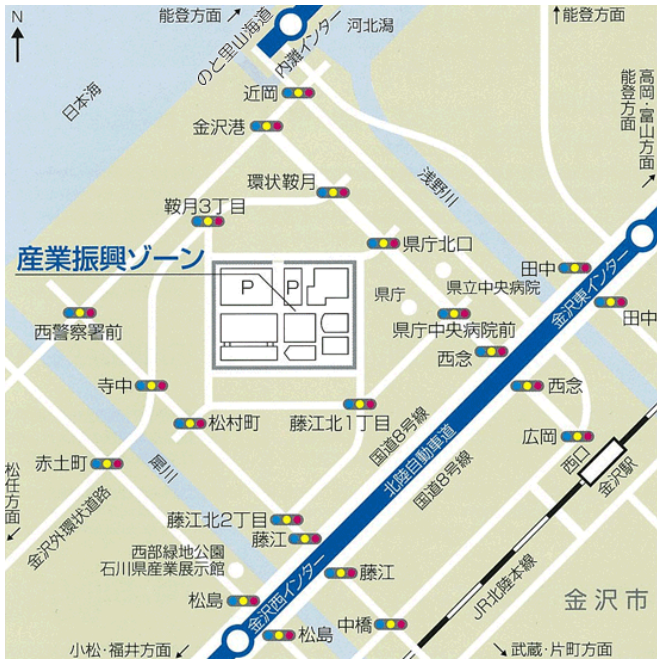 N
能登方面
のと里山海道
内灘インター
河北潟
能登方面
日本海
近岡
高岡・富山方面
能登方面
金沢港
浅野川
環状鞍月
鞍月3丁目
県庁北口
産業振興ゾーン
田中
金沢東インター
P
P
県庁
県立中央病院
田中
西警察署前
県庁中央病院前
西念
寺中
西念
松村町
藤江北1丁目
国道8号線
北陸自動車道
国道8号線
広岡
西口
金沢駅
赤土町
松任方面
犀川
金沢外環状道路
藤江北2丁目
藤江
西部緑地公園
石川県産業展示館
藤江
JR北陸本線
金沢市
松島
金沢西インター
松島
中橋
小松・福井方面
武蔵・片町方面